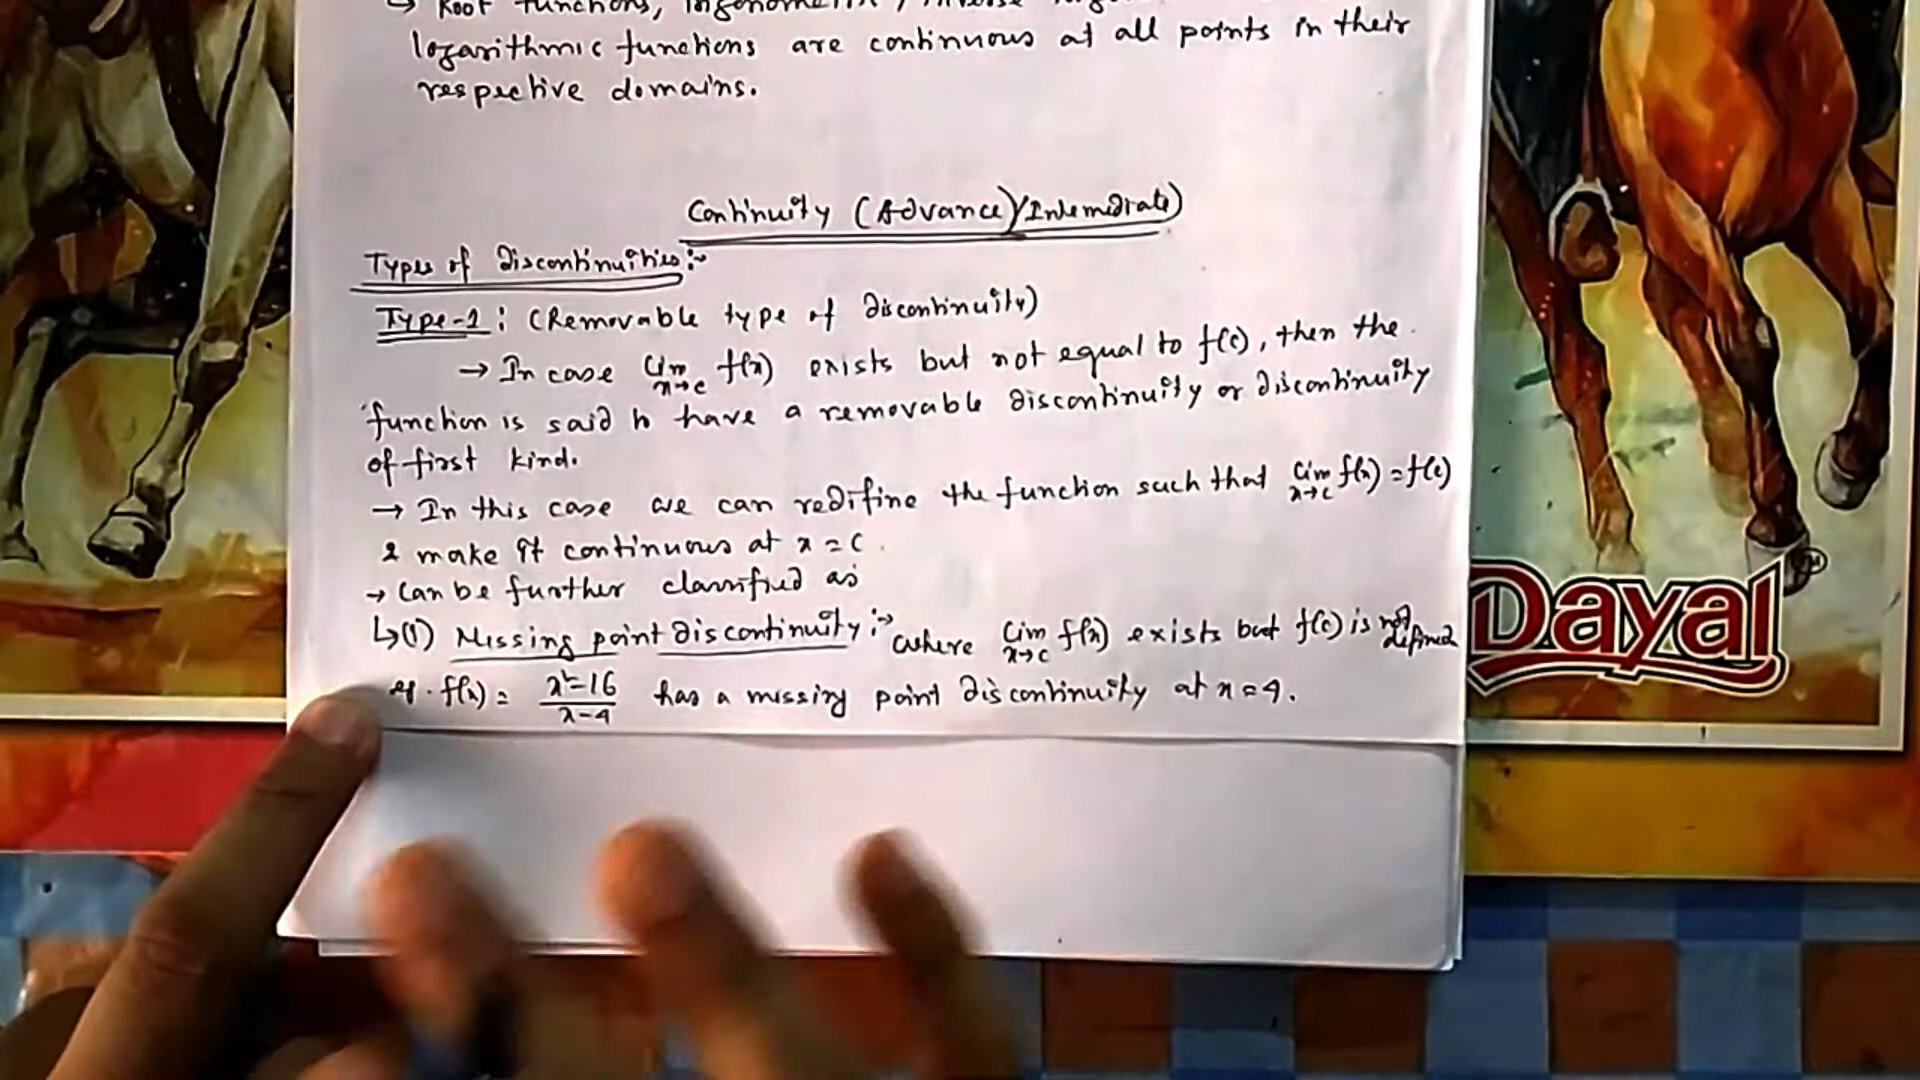 → Root functions,
logarithmic functions are continuous at all points in their
respective domains.
Continuity (Advance)/Intemediate)
Types of discontinuities :-
Type-1 : (Removable type of discontinuity)
→ In case lim x→c f(x) exists but not equal to f(c), then the
function is said to have a removable discontinuity or discontinuity
of first kind.
→ In this case we can redifine the function such that lim x→c f(x) = f(c)
& make it continuous at x = c.
→ Can be further classified as
↳(1) Missing point discontinuity :- where lim x→c f(x) exists but f(c) is not defined
eg. f(x) = x²-16 / x-4 has a missing point discontinuity at x = 4.
Dayal